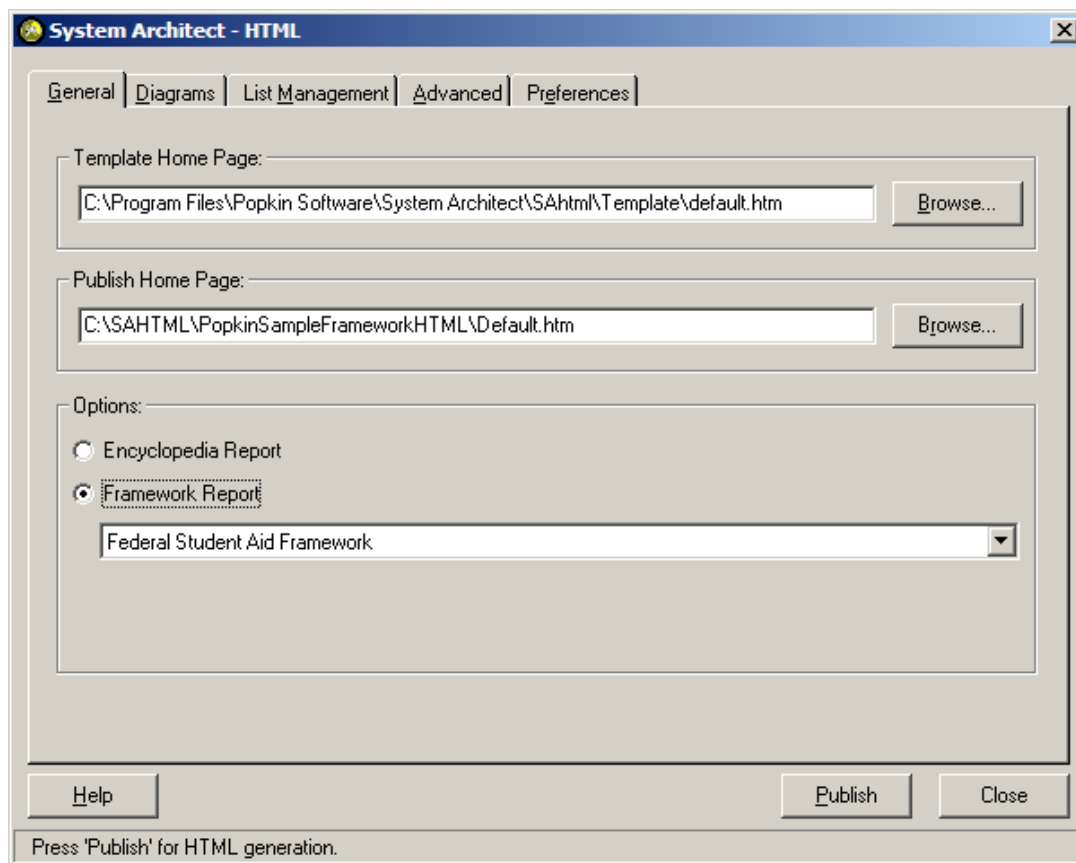 System Architect - HTML
General Diagrams List Management Advanced Preferences
Template Home Page:
C:\Program Files\Popkin Software\System Architect\SAhtml\Template\default.htm Browse...
Publish Home Page:
C:\SAHTML\PopkinSampleFrameworkHTML\Default.htm Browse...
Options:
Encyclopedia Report
Framework Report
Federal Student Aid Framework
Help Publish Close
Press 'Publish' for HTML generation.